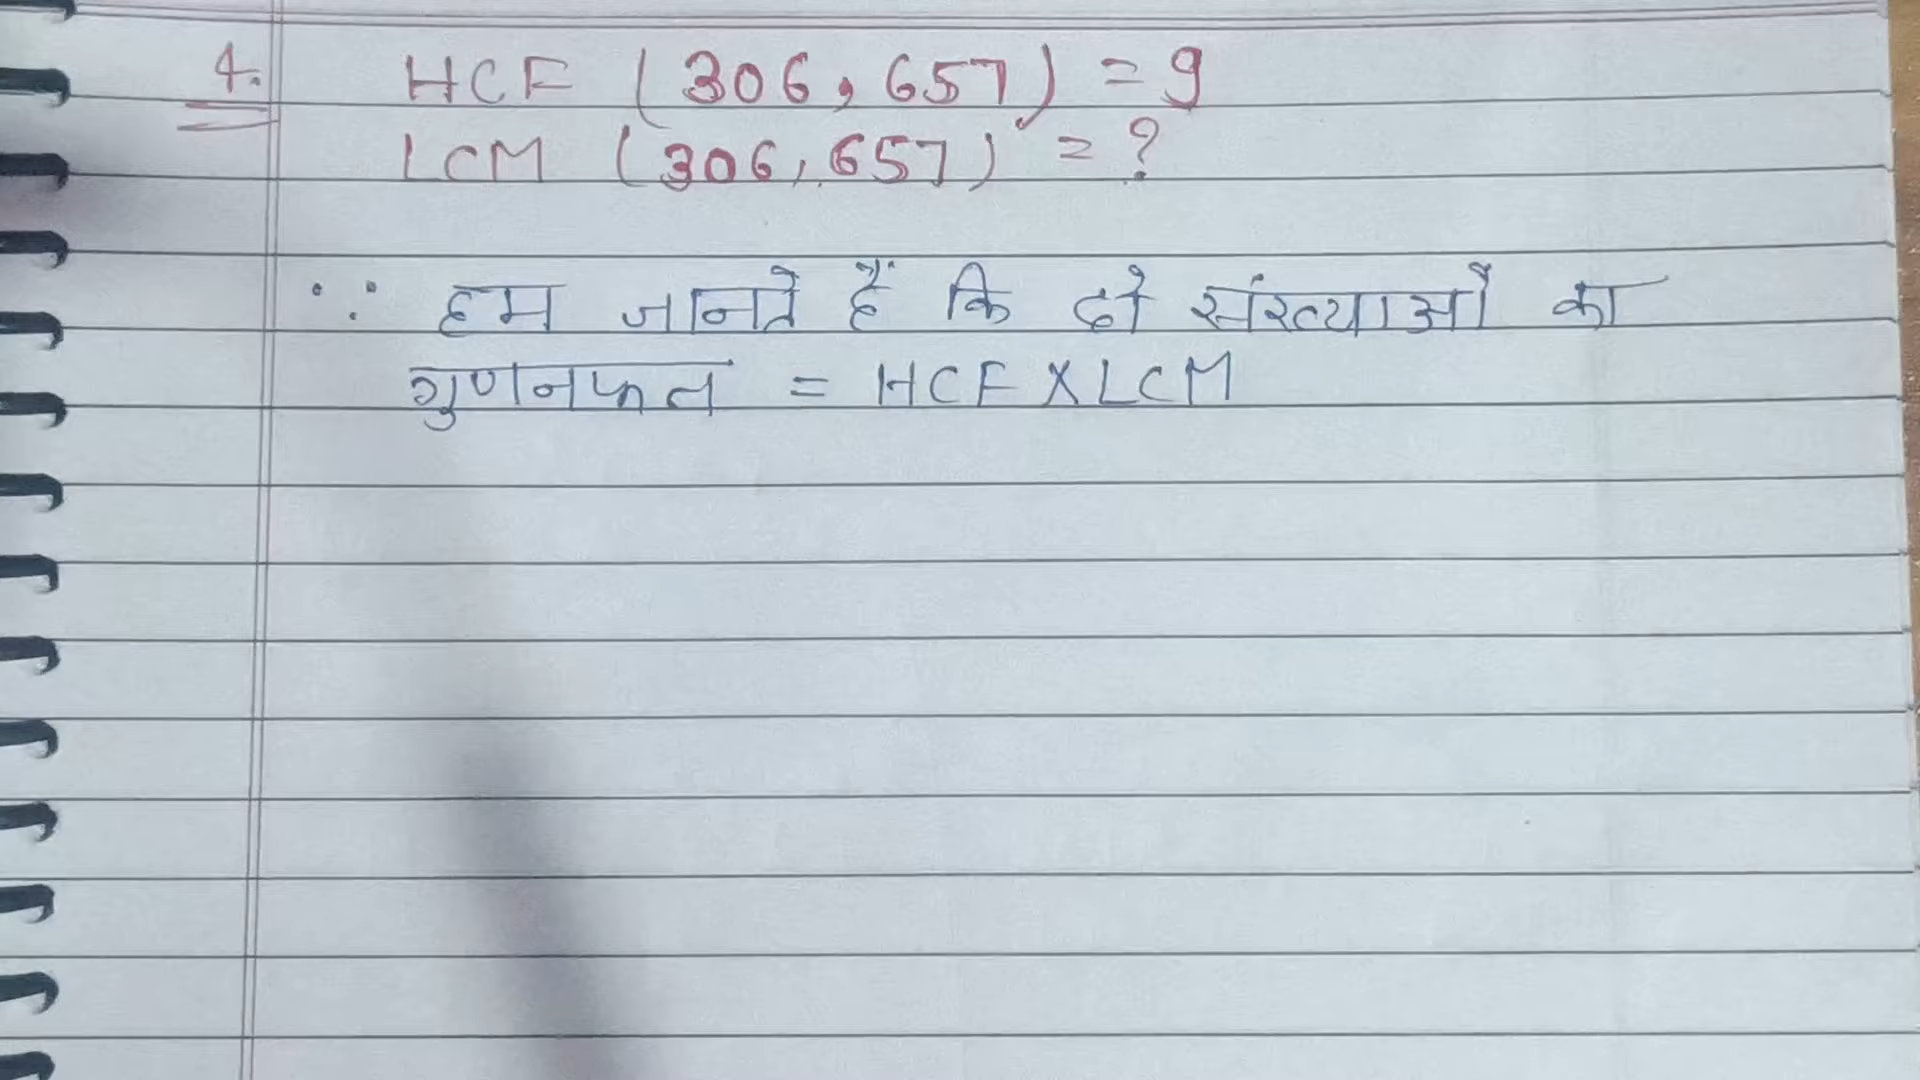 4. HCF (306, 657) = 9
LCM (306, 657) = ?
∵ हम जानते हैं कि दो संख्याओं का
गुणनफल = HCF X LCM